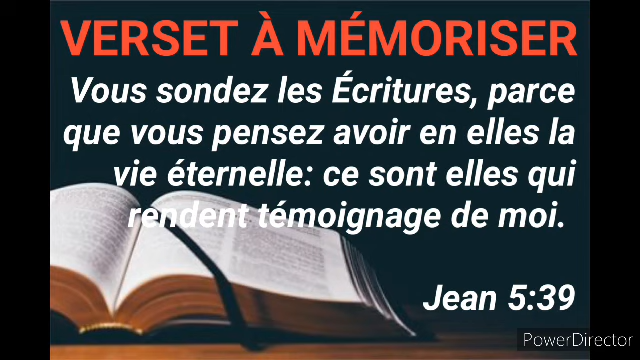 VERSET À MÉMORISER
Vous sondez les Écritures, parce
que vous pensez avoir en elles la
vie éternelle: ce sont elles qui
rendent témoignage de moi.
Jean 5:39
PowerDirector